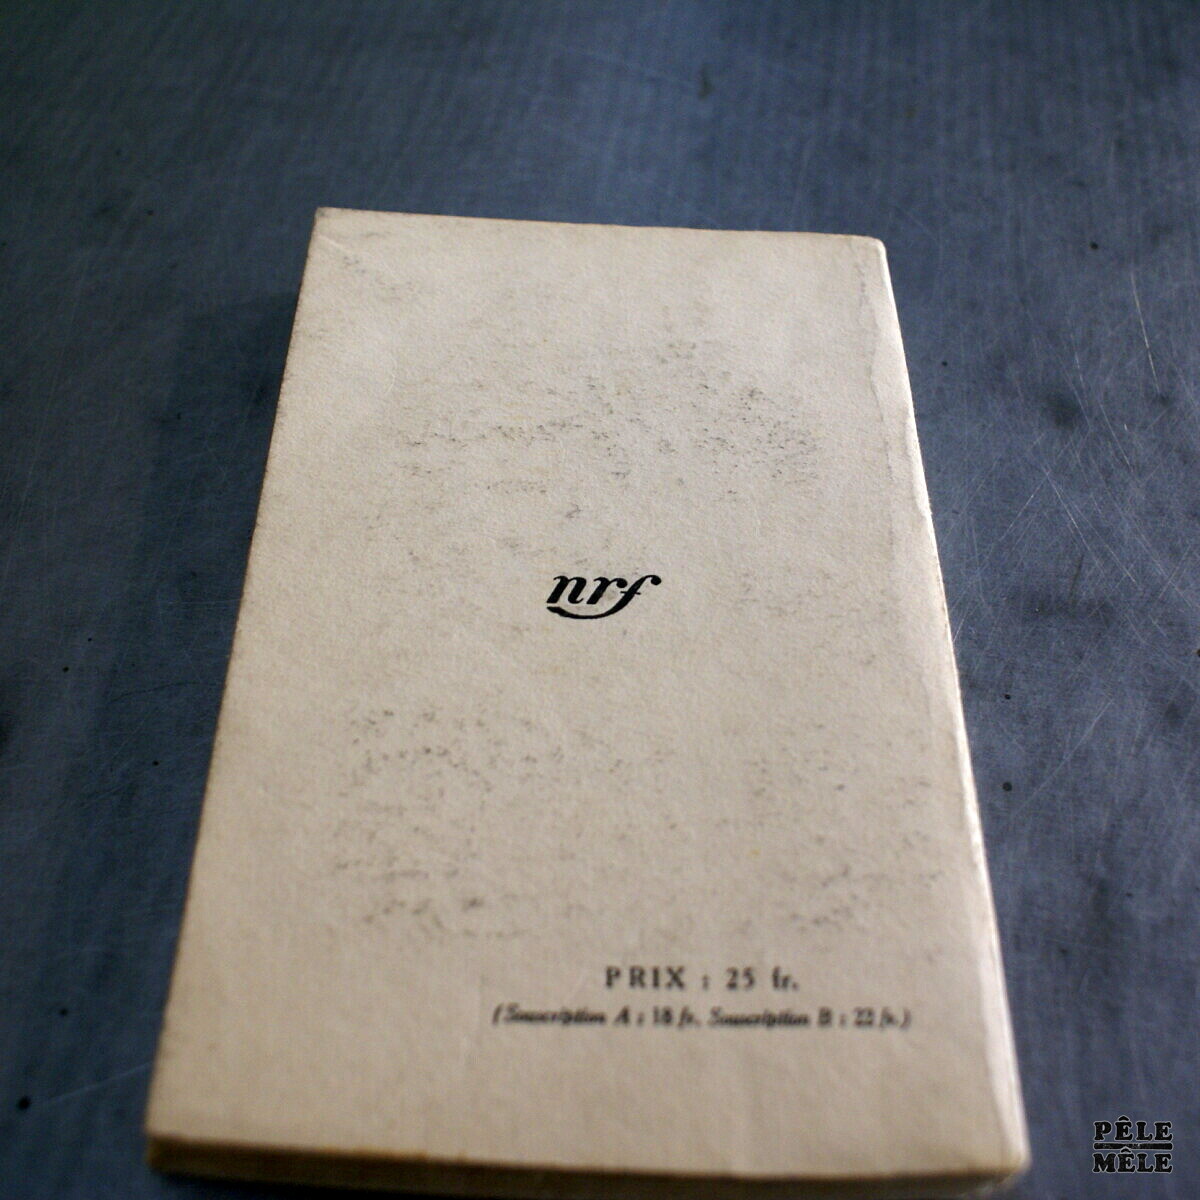 nrf
PRIX : 25 fr.
(Souscription A : 18 fr. Souscription B : 22 fr.)
PÊLE
MÊLE